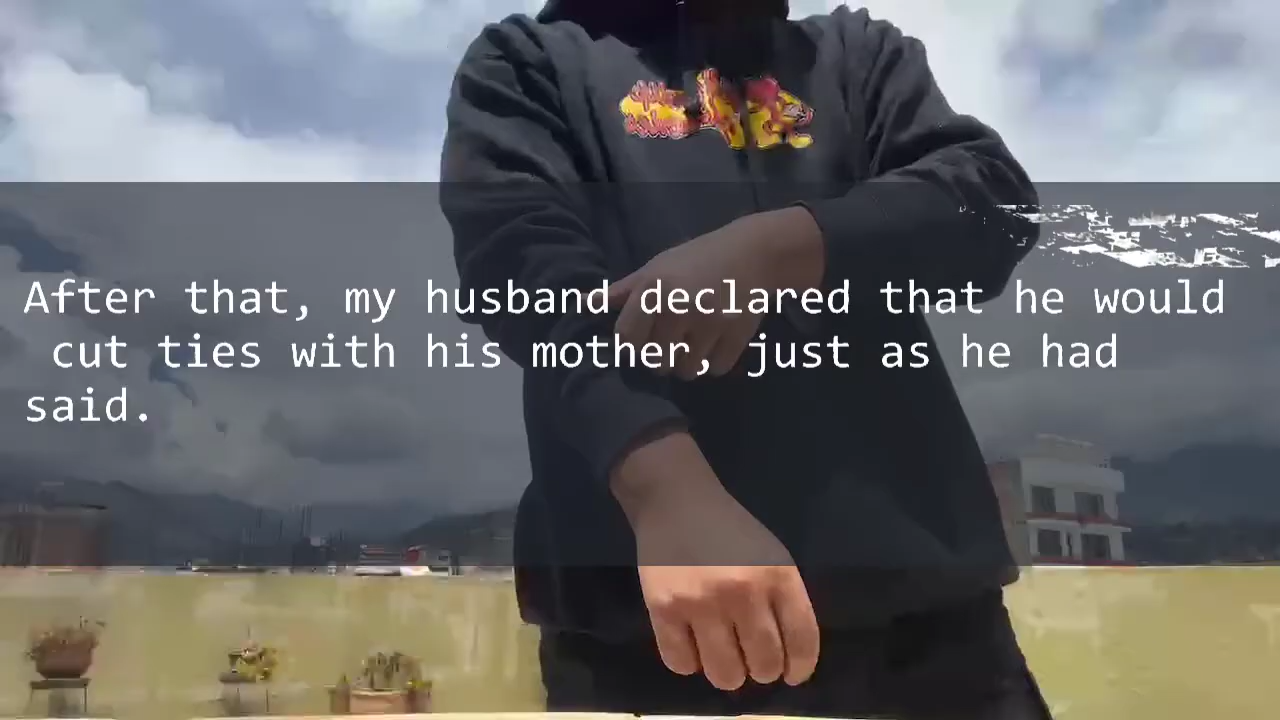 After that, my husband declared that he would
cut ties with his mother, just as he had
said.